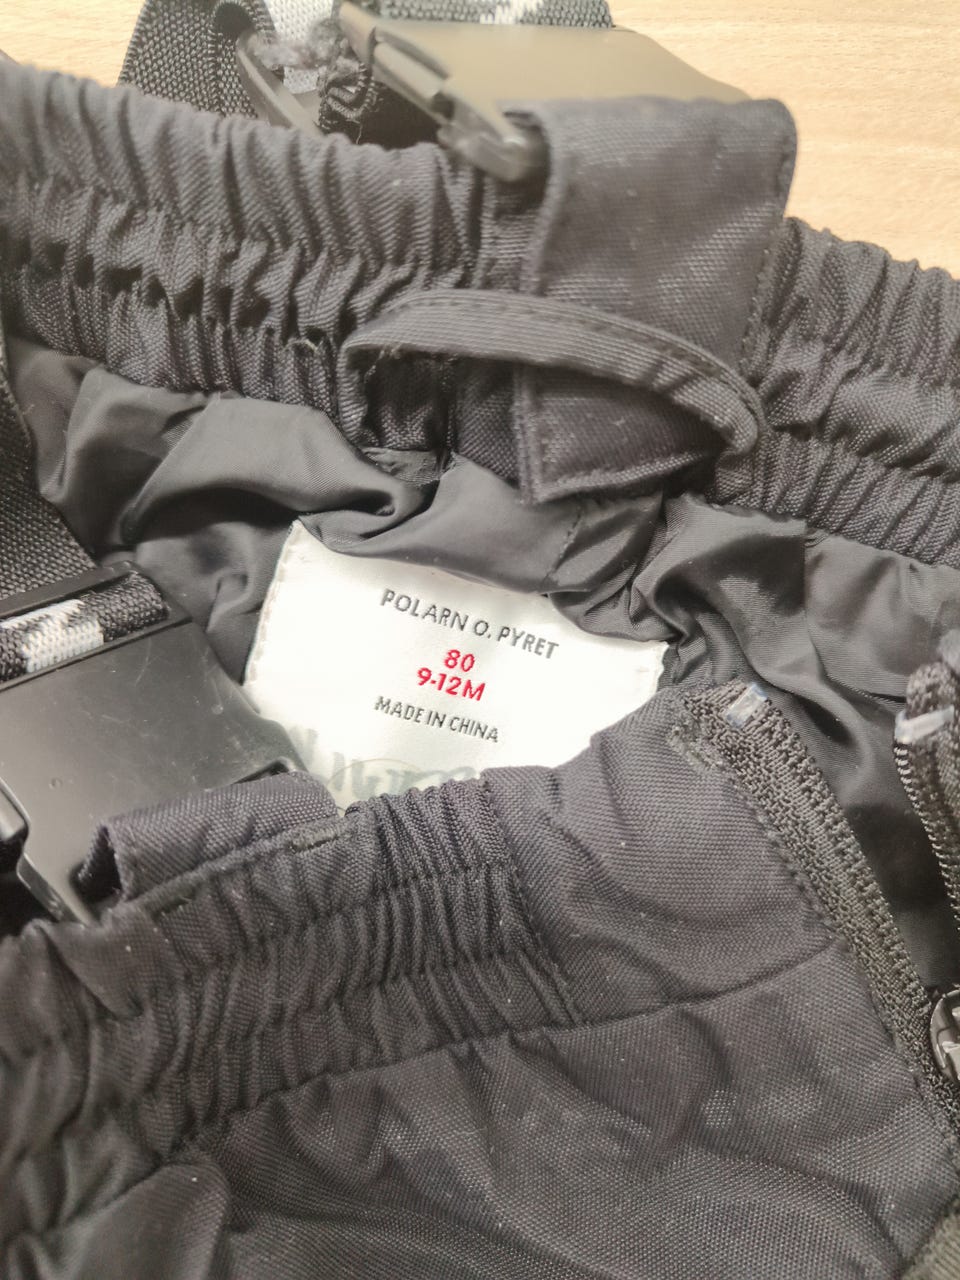 POLARN O. PYRET
80
9-12M
MADE IN CHINA